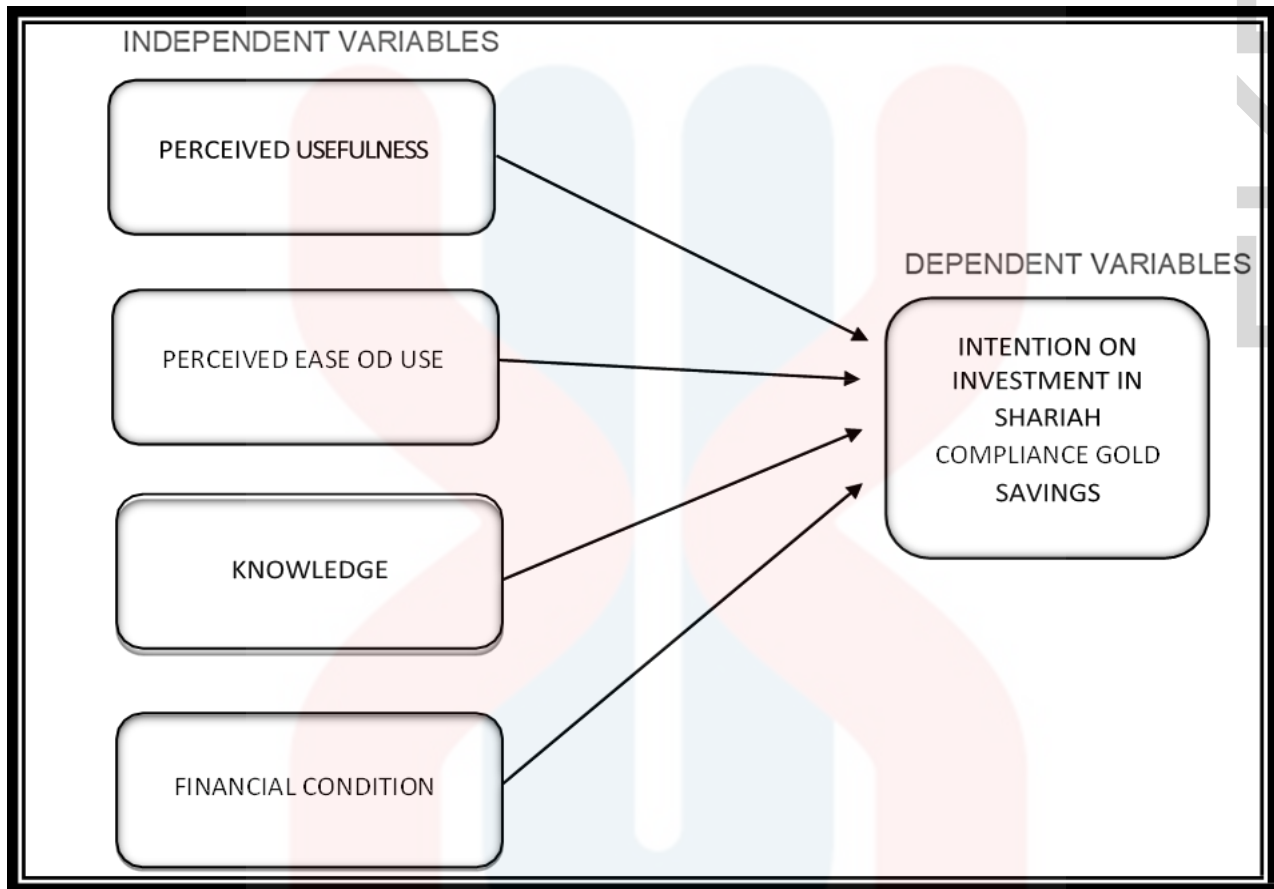 INDEPENDENT VARIABLES
PERCEIVED USEFULNESS
PERCEIVED EASE OD USE
KNOWLEDGE
FINANCIAL CONDITION
DEPENDENT VARIABLES
INTENTION ON
INVESTMENT IN
SHARIAH
COMPLIANCE GOLD
SAVINGS